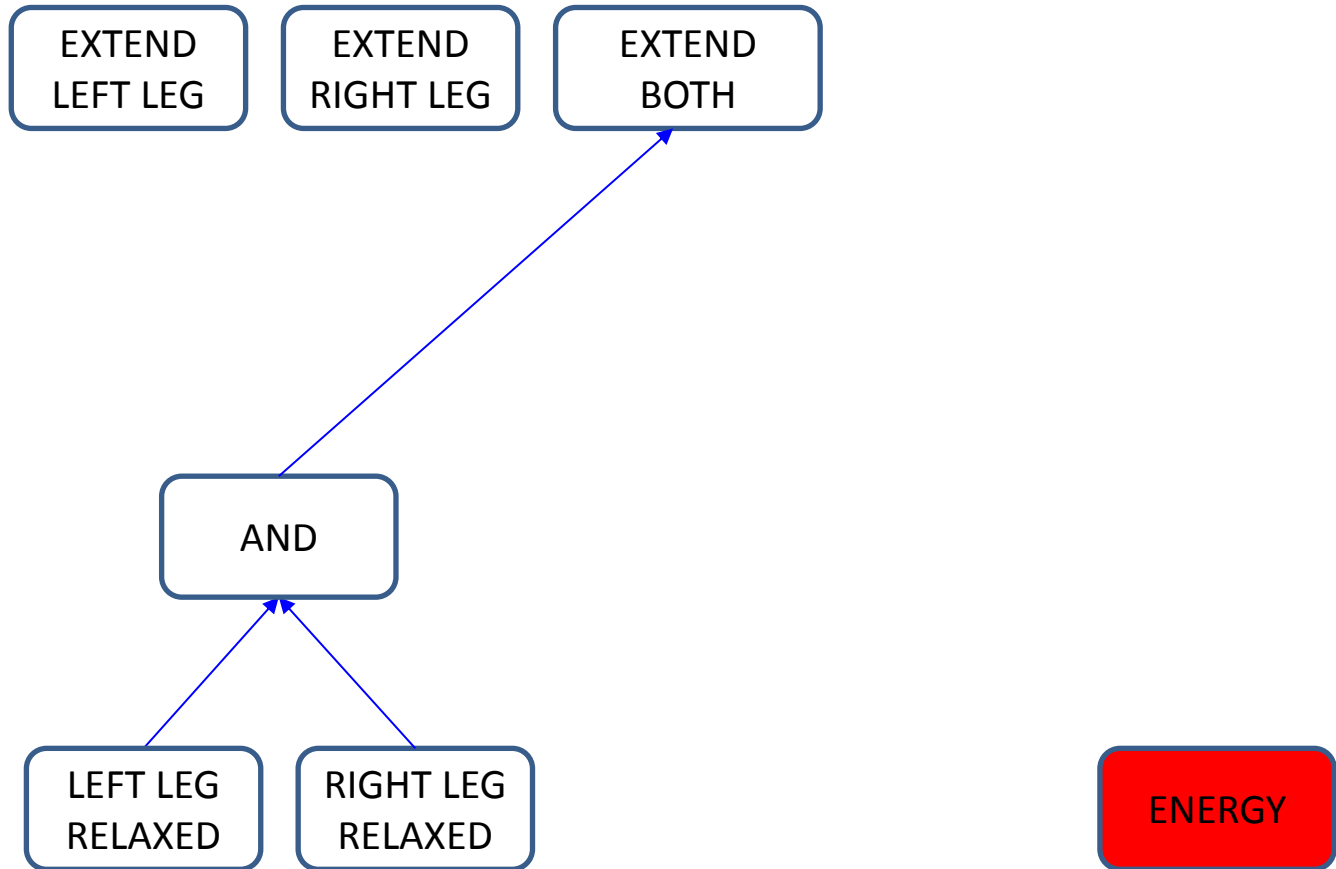 EXTEND
LEFT LEG
EXTEND
RIGHT LEG
EXTEND
BOTH
AND
LEFT LEG
RELAXED
RIGHT LEG
RELAXED
ENERGY